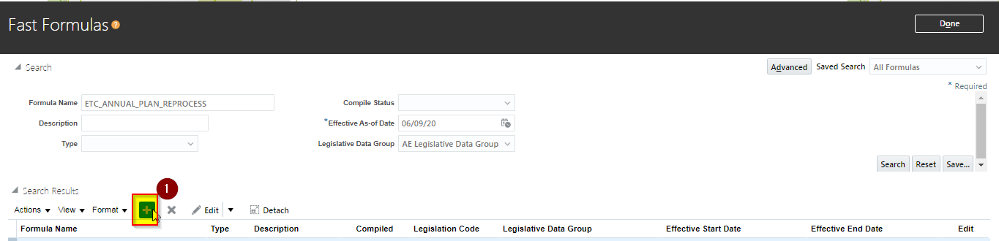 Fast Formulas ?
Done
Search
Advanced Saved Search All Formulas
* Required
Formula Name ETC_ANNUAL_PLAN_REPROCESS Compile Status
Description *Effective As-of Date 06/09/20
Type Legislative Data Group AE Legislative Data Group
Search Reset Save...
1
Search Results
Actions View Format Edit Detach
Formula Name Type Description Compiled Legislation Code Legislative Data Group Effective Start Date Effective End Date Edit